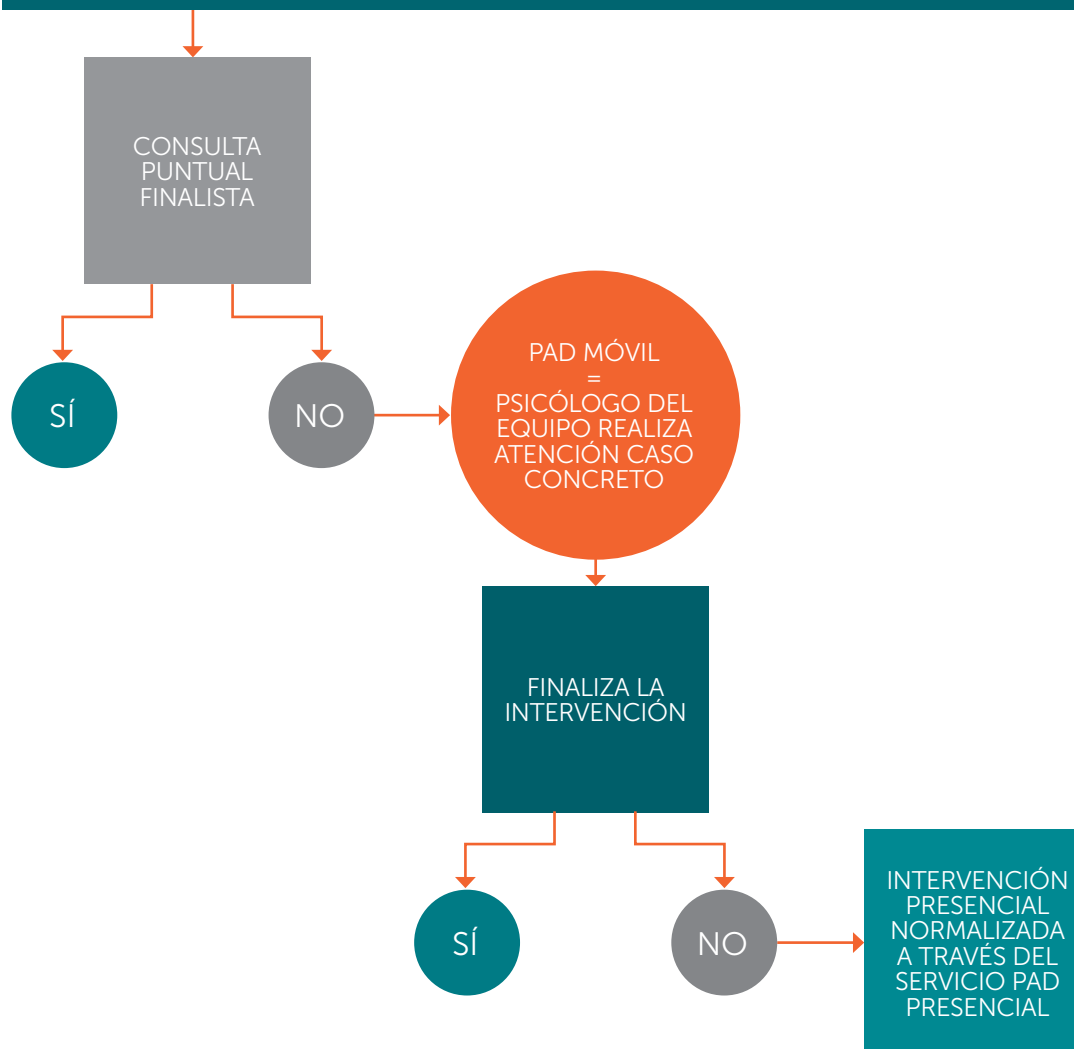 CONSULTA
PUNTUAL
FINALISTA
SÍ
NO
PAD MÓVIL
=
PSICÓLOGO DEL
EQUIPO REALIZA
ATENCIÓN CASO
CONCRETO
FINALIZA LA
INTERVENCIÓN
SÍ
NO
INTERVENCIÓN
PRESENCIAL
NORMALIZADA
A TRAVÉS DEL
SERVICIO PAD
PRESENCIAL